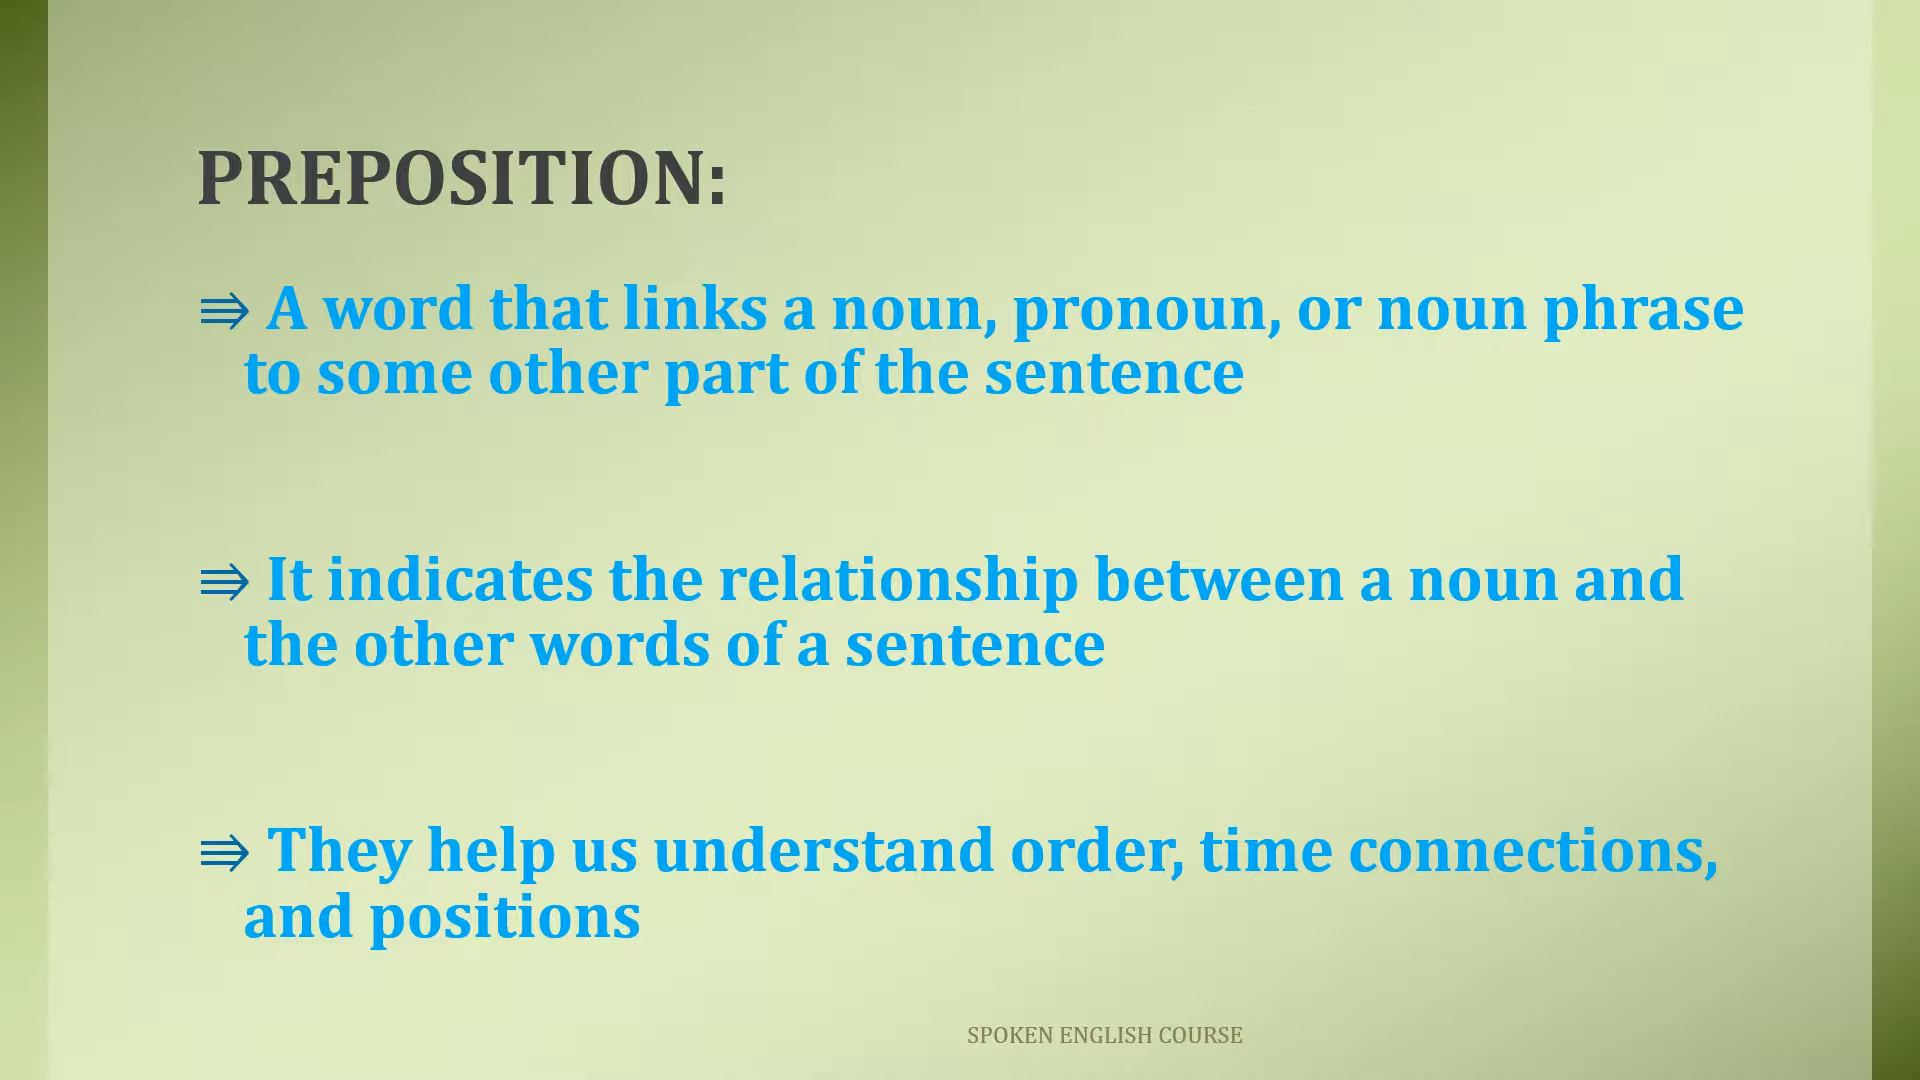 PREPOSITION:
⇛ A word that links a noun, pronoun, or noun phrase
to some other part of the sentence
⇛ It indicates the relationship between a noun and
the other words of a sentence
⇛ They help us understand order, time connections,
and positions
SPOKEN ENGLISH COURSE